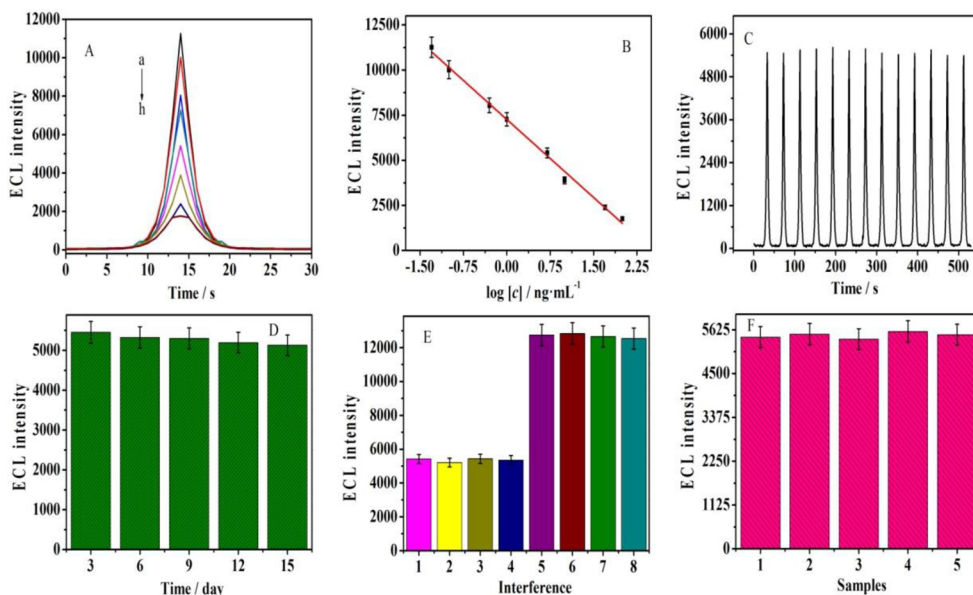 12000
10000
8000
6000
4000
2000
0
A
a
h
0 5 10 15 20 25 30
Time / s
ECL intensity
12500
10000
7500
5000
2500
0
B
-1.50 -0.75 0.00 0.75 1.50 2.25
log [c] / ng·mL-1
ECL intensity
C
6000
4800
3600
2400
1200
0
0 100 200 300 400 500
Time / s
ECL intensity
D
5000
4000
3000
2000
1000
0
3 6 9 12 15
Time / day
ECL intensity
E
12000
10000
8000
6000
4000
2000
0
1 2 3 4 5 6 7 8
Interference
ECL intensity
F
5625
4500
3375
2250
1125
0
1 2 3 4 5
Samples
ECL intensity